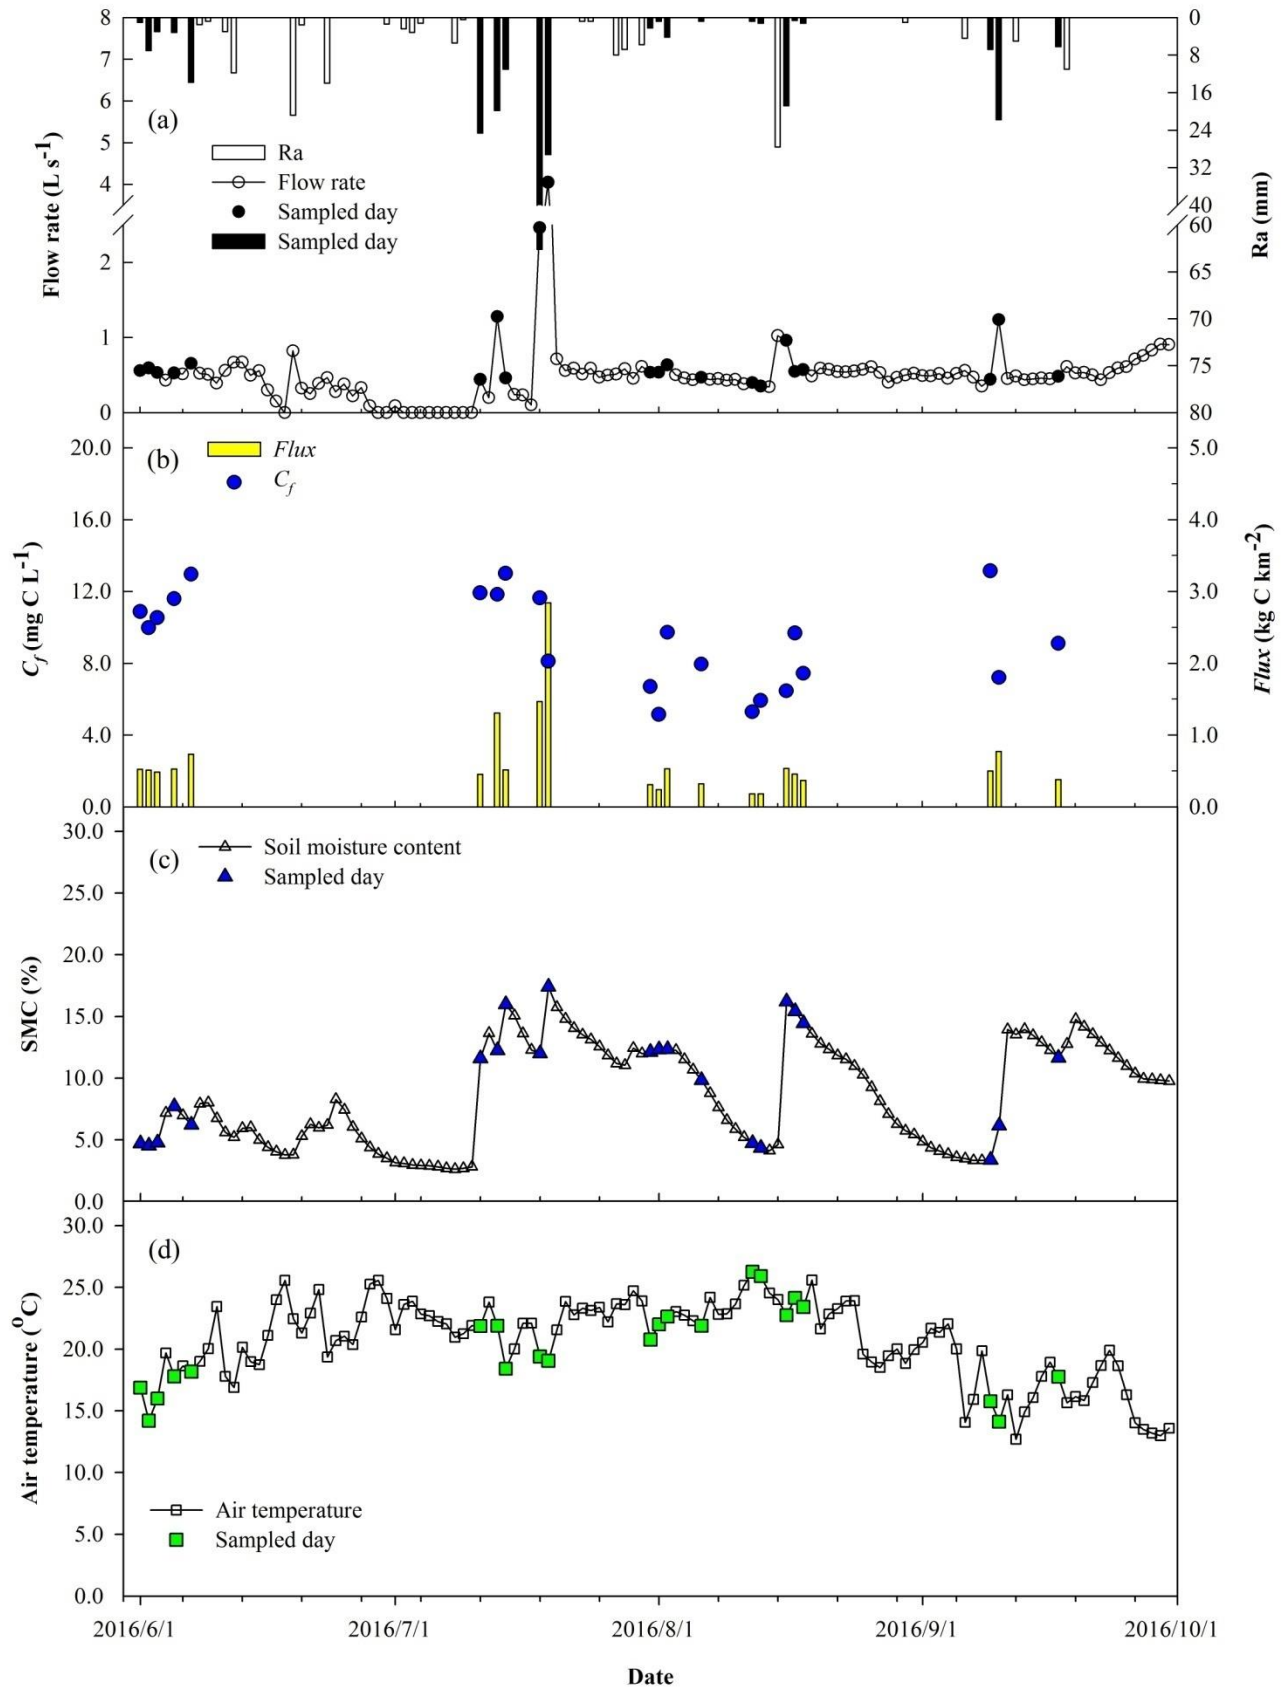 8
7
6
5
4
2
1
0
Flow rate (L s⁻¹)
(a)
Ra
Flow rate
Sampled day
Sampled day
0
8
16
24
32
40
60
65
70
75
80
Ra (mm)
20.0
16.0
12.0
8.0
4.0
0.0
C_f (mg C L⁻¹)
(b)
Flux
C_f
5.0
4.0
3.0
2.0
1.0
0.0
Flux (kg C km⁻²)
30.0
25.0
20.0
15.0
10.0
5.0
0.0
SMC (%)
(c)
Soil moisture content
Sampled day
30.0
25.0
20.0
15.0
10.0
5.0
0.0
Air temperature (°C)
(d)
Air temperature
Sampled day
2016/6/1 2016/7/1 2016/8/1 2016/9/1 2016/10/1
Date